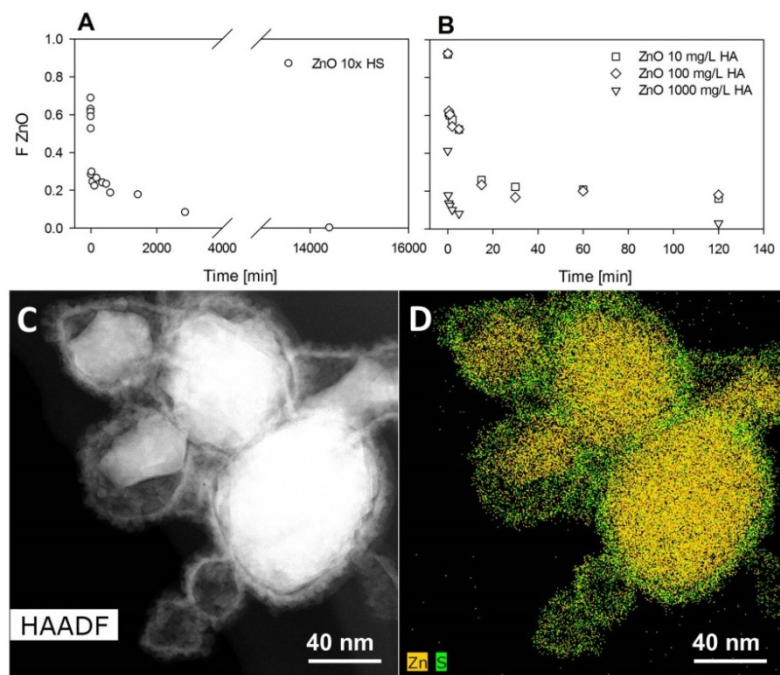 A
B
1.0
0.8
0.6
0.4
0.2
0.0
F ZnO
ZnO 10x HS
0 2000 4000 14000 16000
Time [min]
ZnO 10 mg/L HA
ZnO 100 mg/L HA
ZnO 1000 mg/L HA
0 20 40 60 80 100 120 140
Time [min]
C
HAADF
40 nm
D
Zn S
40 nm